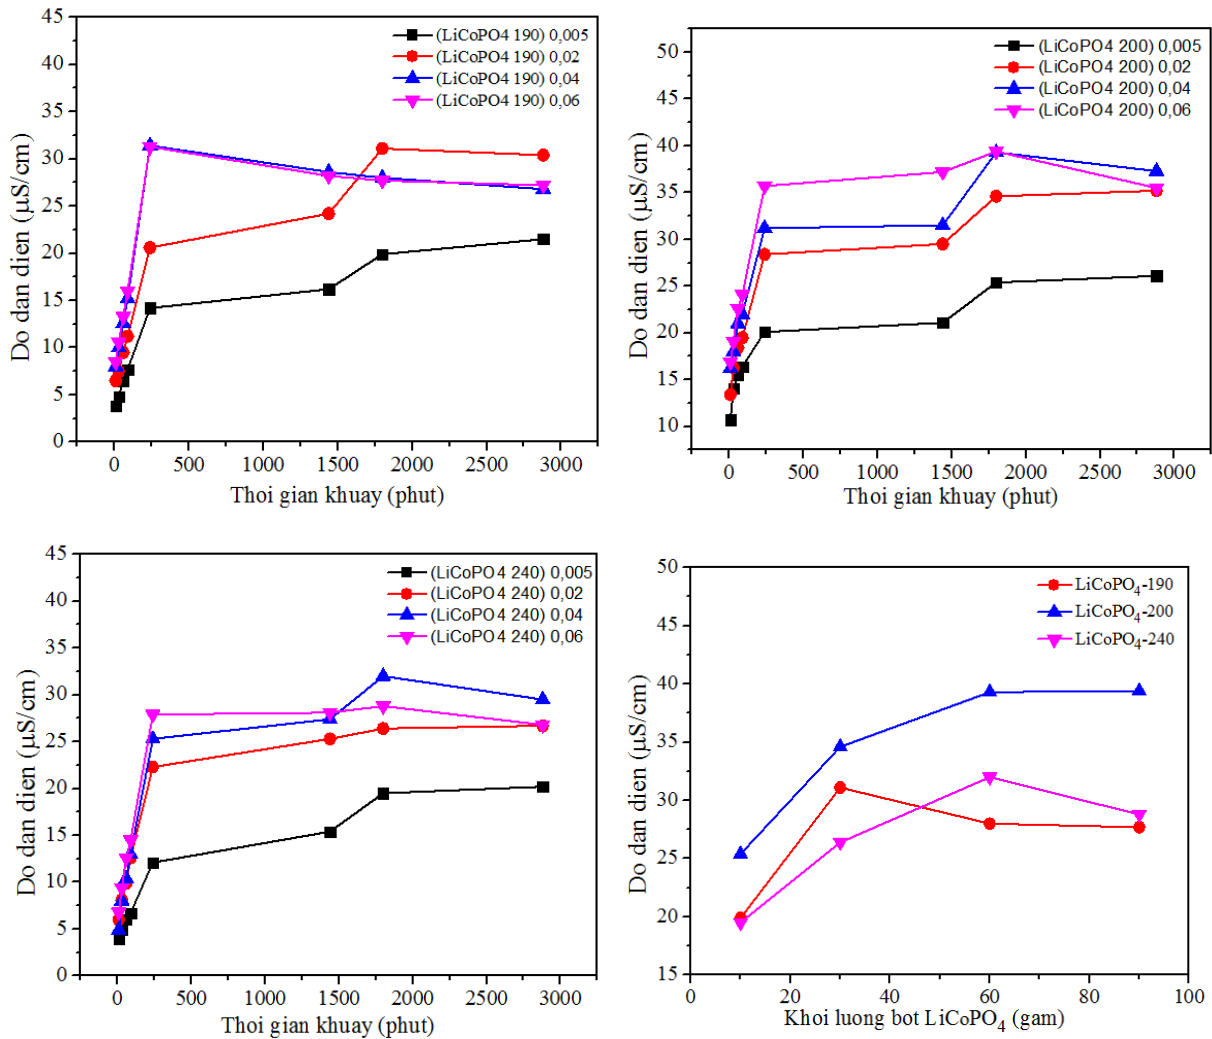 45
40
35
30
25
20
15
10
5
0
Do dan dien (µS/cm)
(LiCoPO4 190) 0,005
(LiCoPO4 190) 0,02
(LiCoPO4 190) 0,04
(LiCoPO4 190) 0,06
0 500 1000 1500 2000 2500 3000
Thoi gian khuay (phut)
50
45
40
35
30
25
20
15
10
Do dan dien (µS/cm)
(LiCoPO4 200) 0,005
(LiCoPO4 200) 0,02
(LiCoPO4 200) 0,04
(LiCoPO4 200) 0,06
0 500 1000 1500 2000 2500 3000
Thoi gian khuay (phut)
45
40
35
30
25
20
15
10
5
0
Do dan dien (µS/cm)
(LiCoPO4 240) 0,005
(LiCoPO4 240) 0,02
(LiCoPO4 240) 0,04
(LiCoPO4 240) 0,06
0 500 1000 1500 2000 2500 3000
Thoi gian khuay (phut)
50
45
40
35
30
25
20
15
Do dan dien (µS/cm)
LiCoPO₄-190
LiCoPO₄-200
LiCoPO₄-240
0 20 40 60 80 100
Khoi luong bot LiCoPO₄ (gam)